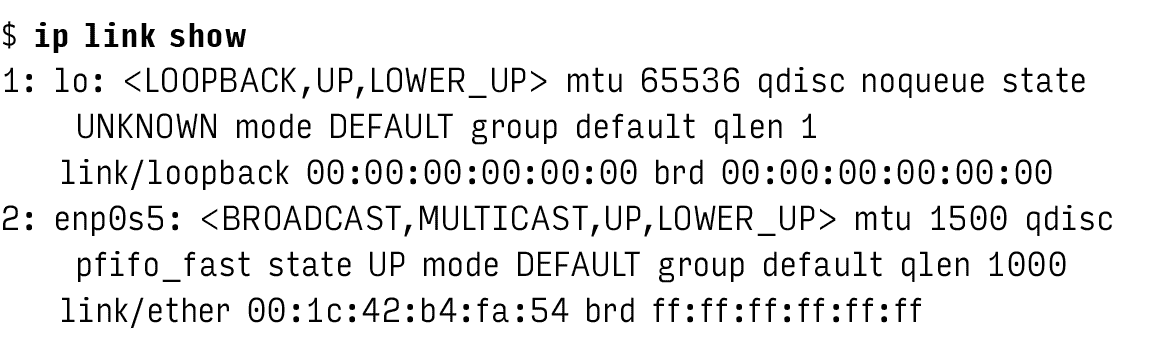 $ ip link show
1: lo: <LOOPBACK,UP,LOWER_UP> mtu 65536 qdisc noqueue state
UNKNOWN mode DEFAULT group default qlen 1
link/loopback 00:00:00:00:00:00 brd 00:00:00:00:00:00
2: enp0s5: <BROADCAST,MULTICAST,UP,LOWER_UP> mtu 1500 qdisc
pfifo_fast state UP mode DEFAULT group default qlen 1000
link/ether 00:1c:42:b4:fa:54 brd ff:ff:ff:ff:ff:ff